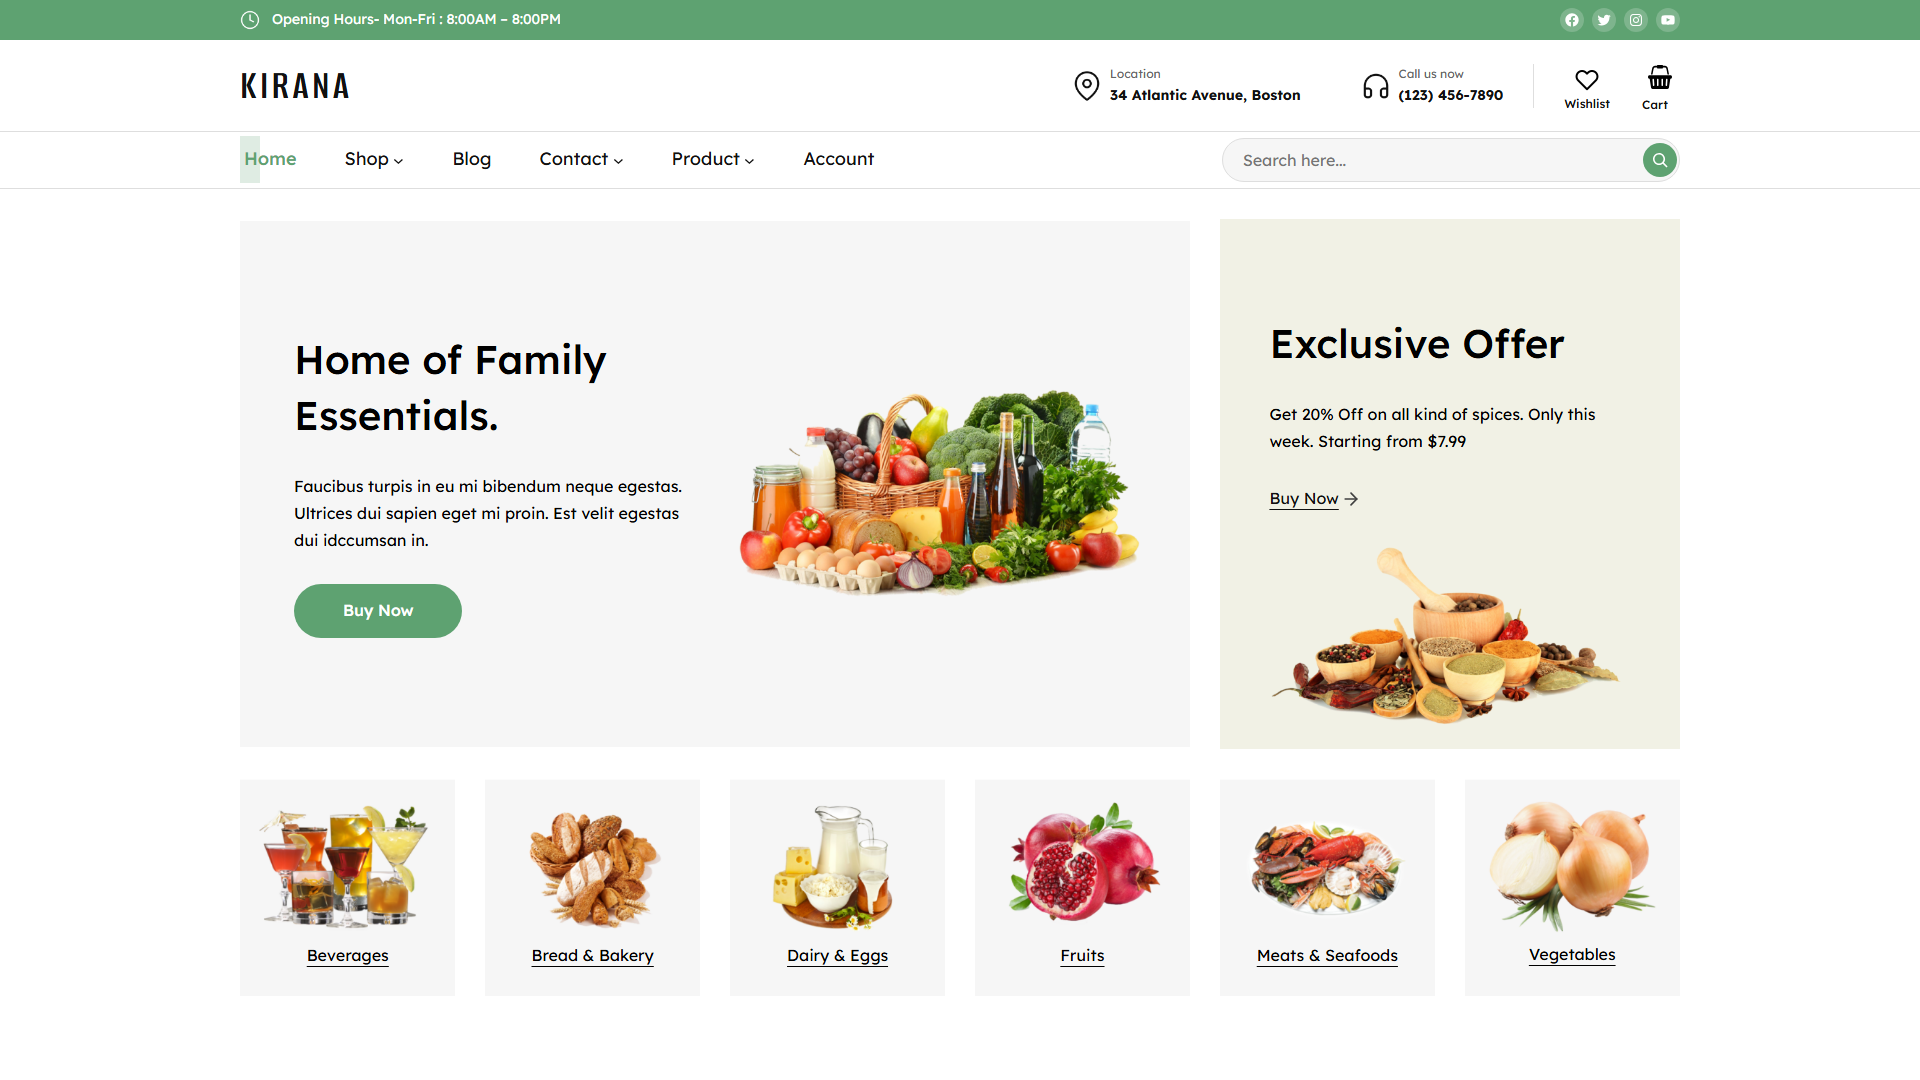 Opening Hours- Mon-Fri : 8:00AM – 8:00PM
KIRANA
Location
34 Atlantic Avenue, Boston
Call us now
(123) 456-7890
Wishlist
Cart
Home
Shop
Blog
Contact
Product
Account
Search here...
Home of Family
Essentials.
Faucibus turpis in eu mi bibendum neque egestas.
Ultrices dui sapien eget mi proin. Est velit egestas
dui idccumsan in.
Buy Now
Exclusive Offer
Get 20% Off on all kind of spices. Only this
week. Starting from $7.99
Buy Now
Beverages
Bread & Bakery
Dairy & Eggs
Fruits
Meats & Seafoods
Vegetables